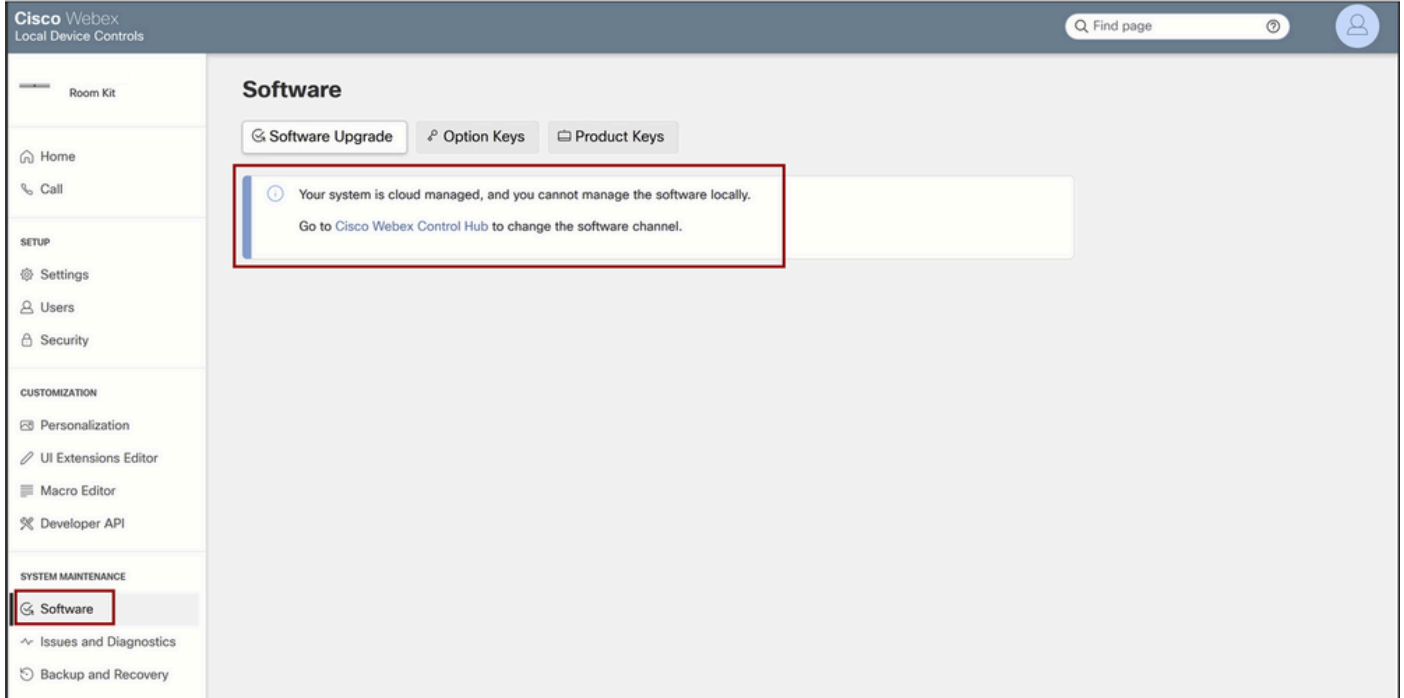 Cisco Webex
Local Device Controls
Find page
Room Kit
Home
Call
SETUP
Settings
Users
Security
CUSTOMIZATION
Personalization
UI Extensions Editor
Macro Editor
Developer API
SYSTEM MAINTENANCE
Software
Issues and Diagnostics
Backup and Recovery
Software
Software Upgrade Option Keys Product Keys
Your system is cloud managed, and you cannot manage the software locally.
Go to Cisco Webex Control Hub to change the software channel.